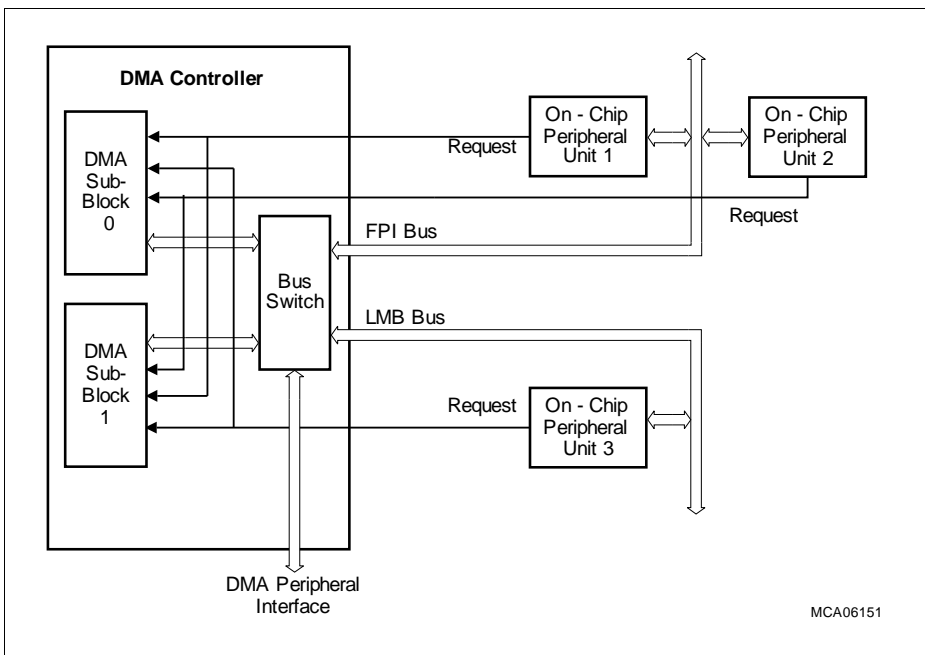 DMA Controller
DMA
Sub-
Block
0
DMA
Sub-
Block
1
Bus
Switch
Request
On - Chip
Peripheral
Unit 1
On - Chip
Peripheral
Unit 2
Request
FPI Bus
LMB Bus
Request
On - Chip
Peripheral
Unit 3
DMA Peripheral
Interface
MCA06151